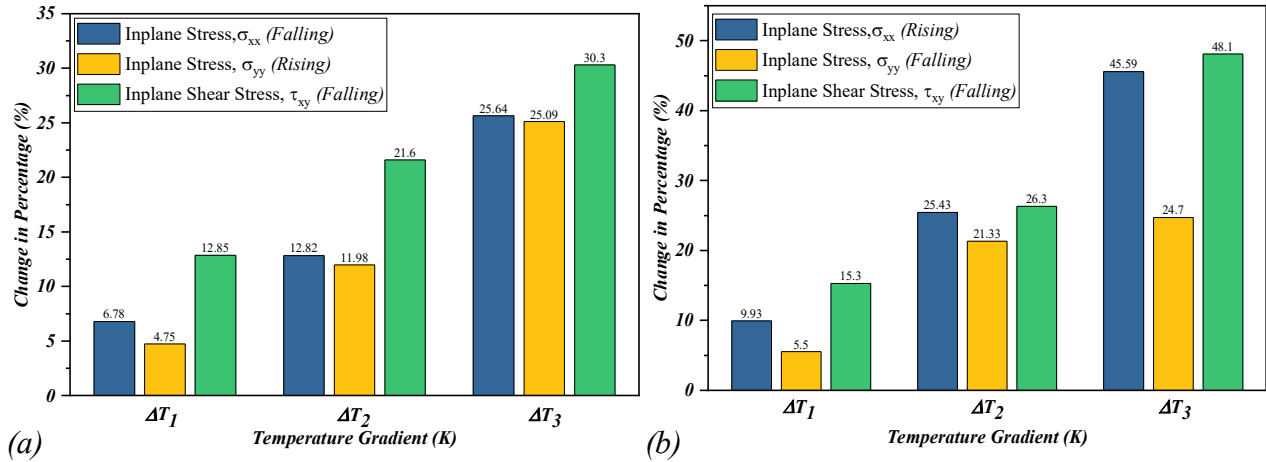 35
30
25
20
15
10
5
0
Change in Percentage (%)
Inplane Stress,σxx (Falling)
Inplane Stress, σyy (Rising)
Inplane Shear Stress, τxy (Falling)
6.78
4.75
12.85
12.82
11.98
21.6
25.64
25.09
30.3
ΔT1
ΔT2
ΔT3
Temperature Gradient (K)
(a)
50
40
30
20
10
0
Change in Percentage (%)
Inplane Stress,σxx (Rising)
Inplane Stress, σyy (Falling)
Inplane Shear Stress, τxy (Falling)
9.93
5.5
15.3
25.43
21.33
26.3
45.59
24.7
48.1
ΔT1
ΔT2
ΔT3
Temperature Gradient (K)
(b)